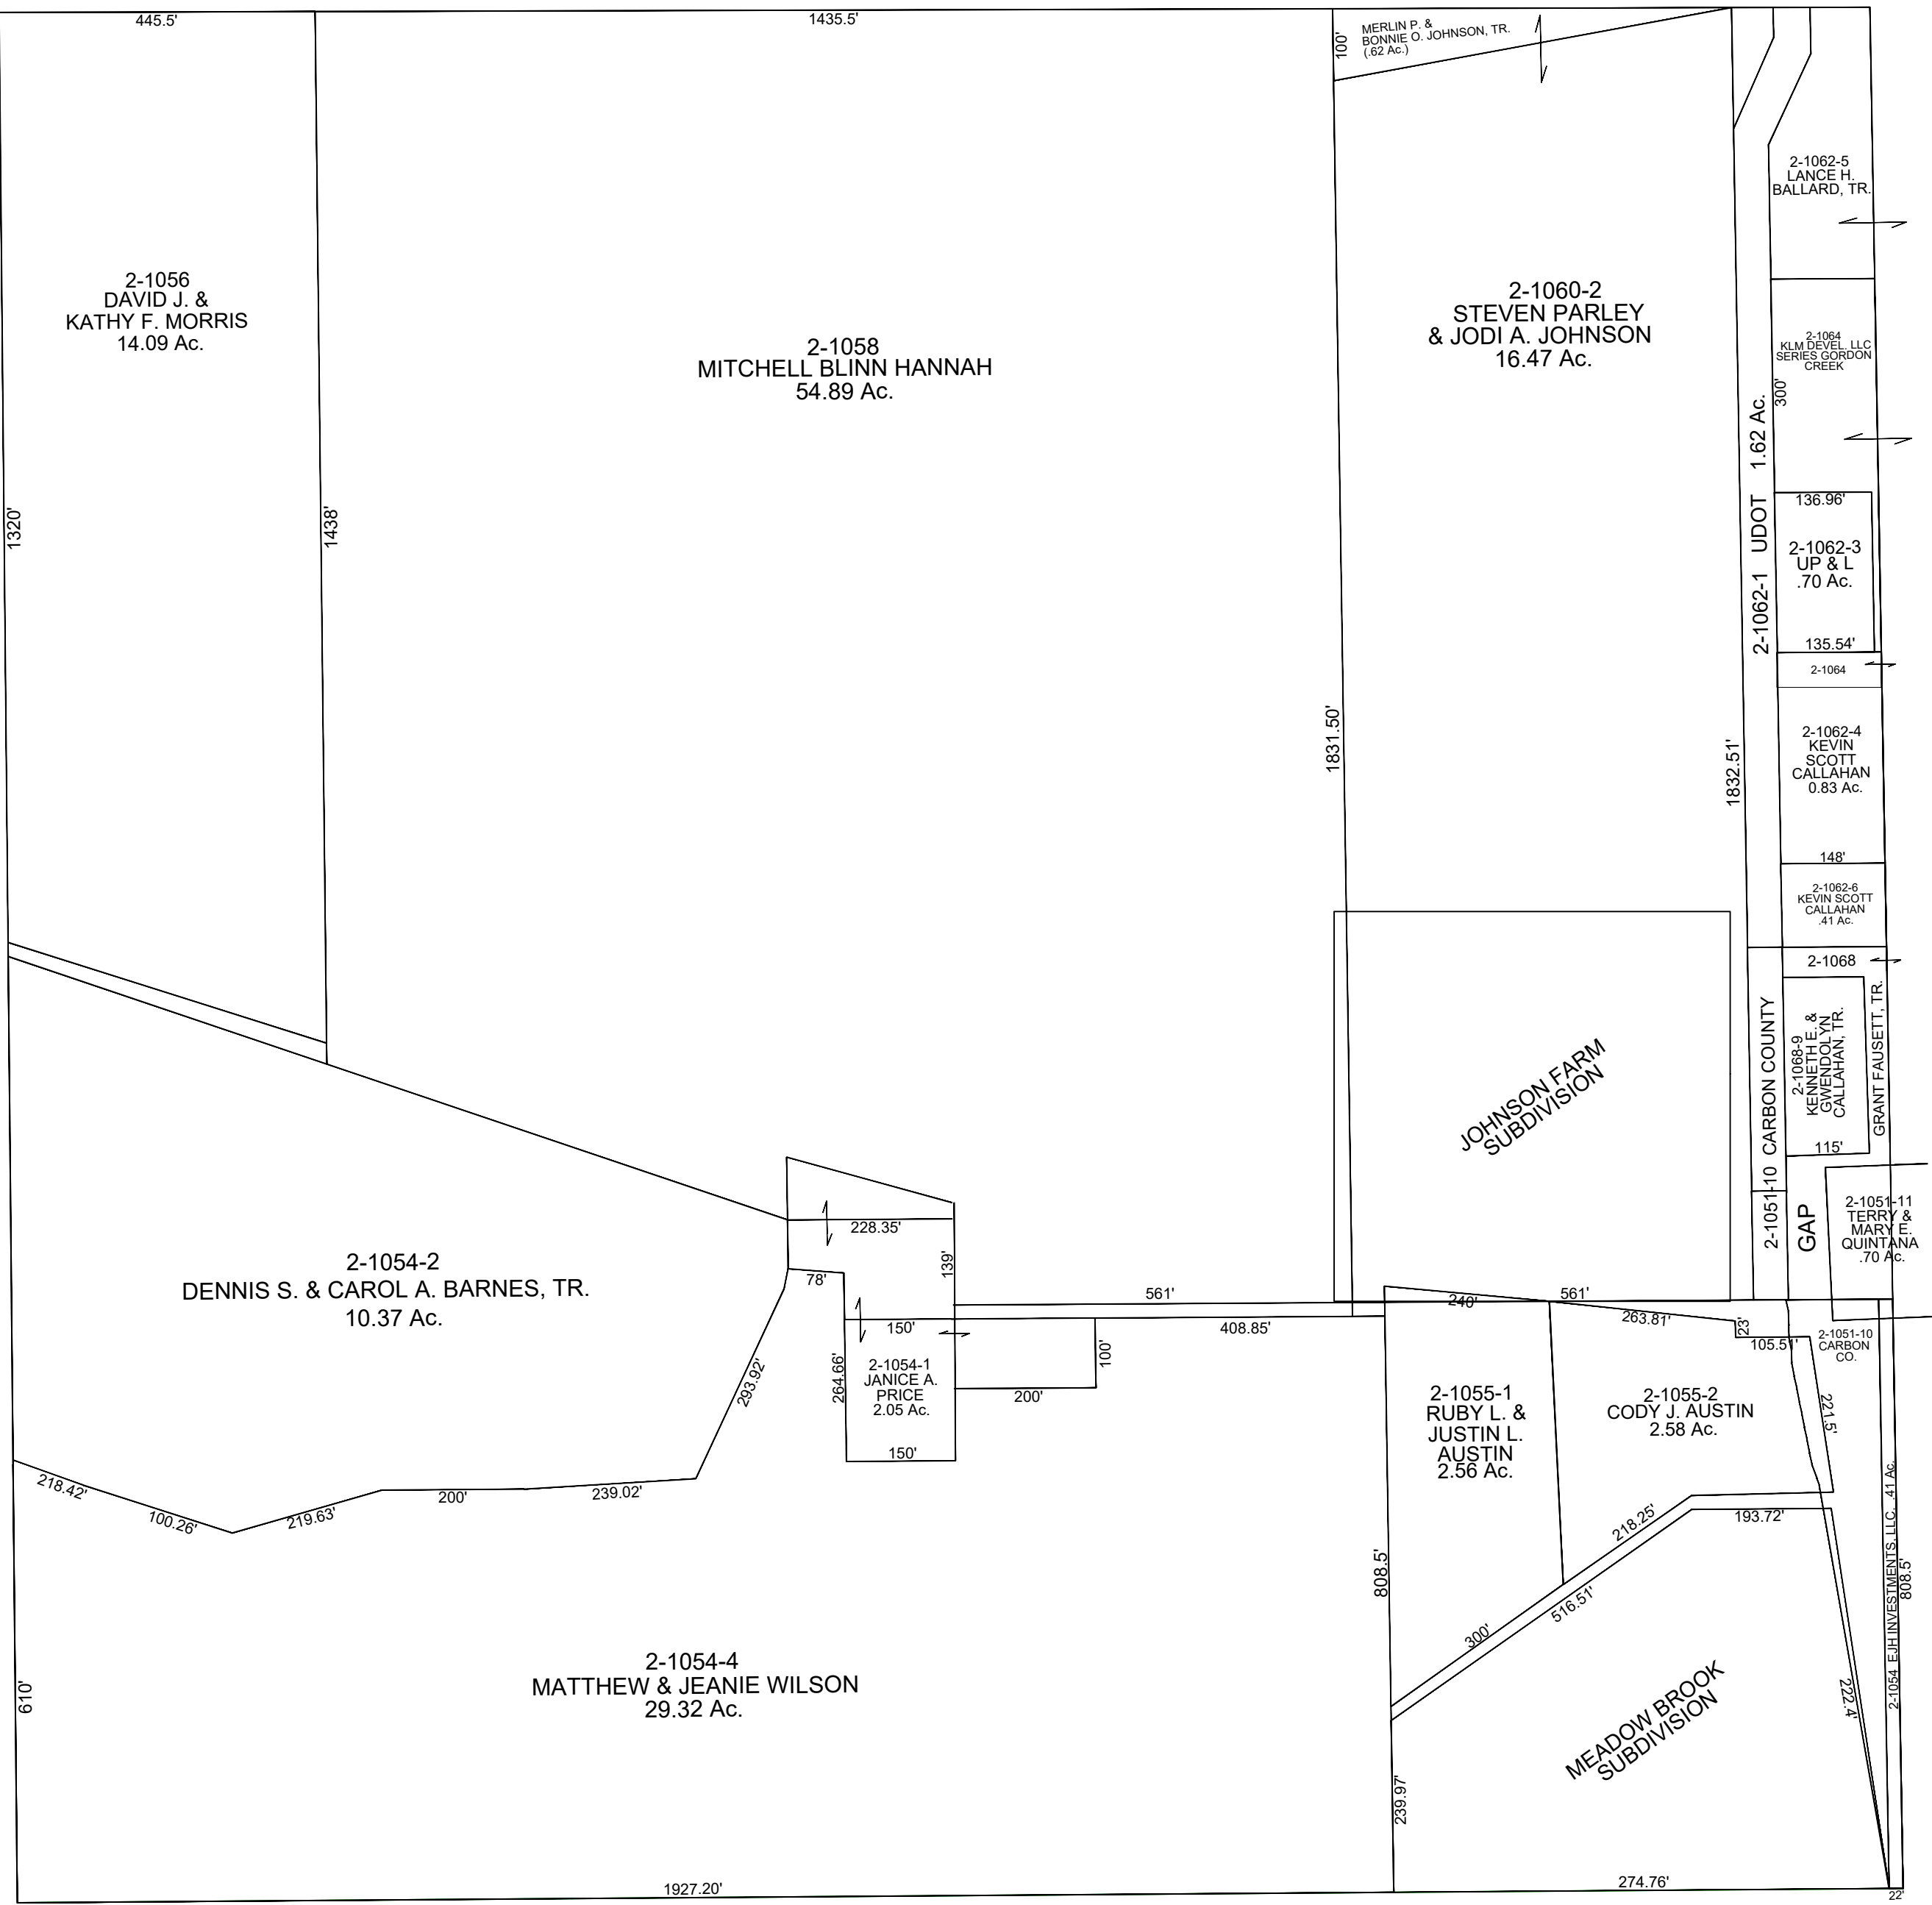 445.5'
1435.5'
100'
MERLIN P. &
BONNIE O. JOHNSON, TR.
(.62 Ac.)
2-1062-5
LANCE H.
BALLARD, TR.
2-1056
DAVID J. &
KATHY F. MORRIS
14.09 Ac.
2-1058
MITCHELL BLINN HANNAH
54.89 Ac.
2-1060-2
STEVEN PARLEY
& JODI A. JOHNSON
16.47 Ac.
2-1064
KLM DEVEL. LLC
SERIES GORDON
CREEK
300'
2-1062-1 UDOT 1.62 Ac.
136.96'
2-1062-3
UP & L
.70 Ac.
135.54'
2-1064
1320'
1438'
1831.50'
1832.51'
2-1062-4
KEVIN
SCOTT
CALLAHAN
0.83 Ac.
148'
2-1062-6
KEVIN SCOTT
CALLAHAN
.41 Ac.
2-1068
2-1068-9
KENNETH E. &
GWENDOLYN
CALLAHAN, TR.
GRANT FAUSETT, TR.
115'
2-1051-10 CARBON COUNTY
JOHNSON FARM
SUBDIVISION
GAP
2-1051-11
TERRY &
MARY E.
QUINTANA
.70 Ac.
2-1054-2
DENNIS S. & CAROL A. BARNES, TR.
10.37 Ac.
228.35'
139'
78'
561'
561'
240'
263.81'
23'
105.51'
2-1051-10
CARBON
CO.
150'
408.85'
100'
264.66'
2-1054-1
JANICE A.
PRICE
2.05 Ac.
200'
150'
293.92'
2-1055-1
RUBY L. &
JUSTIN L.
AUSTIN
2.56 Ac.
2-1055-2
CODY J. AUSTIN
2.58 Ac.
221.5'
218.42'
100.26'
219.63'
200'
239.02'
218.25'
193.72'
808.5'
300'
516.51'
2-1054 EJH INVESTMENTS, LLC. .41 Ac.
808.5'
2-1054-4
MATTHEW & JEANIE WILSON
29.32 Ac.
610'
MEADOW BROOK
SUBDIVISION
222.4'
239.97'
1927.20'
274.76'
22'